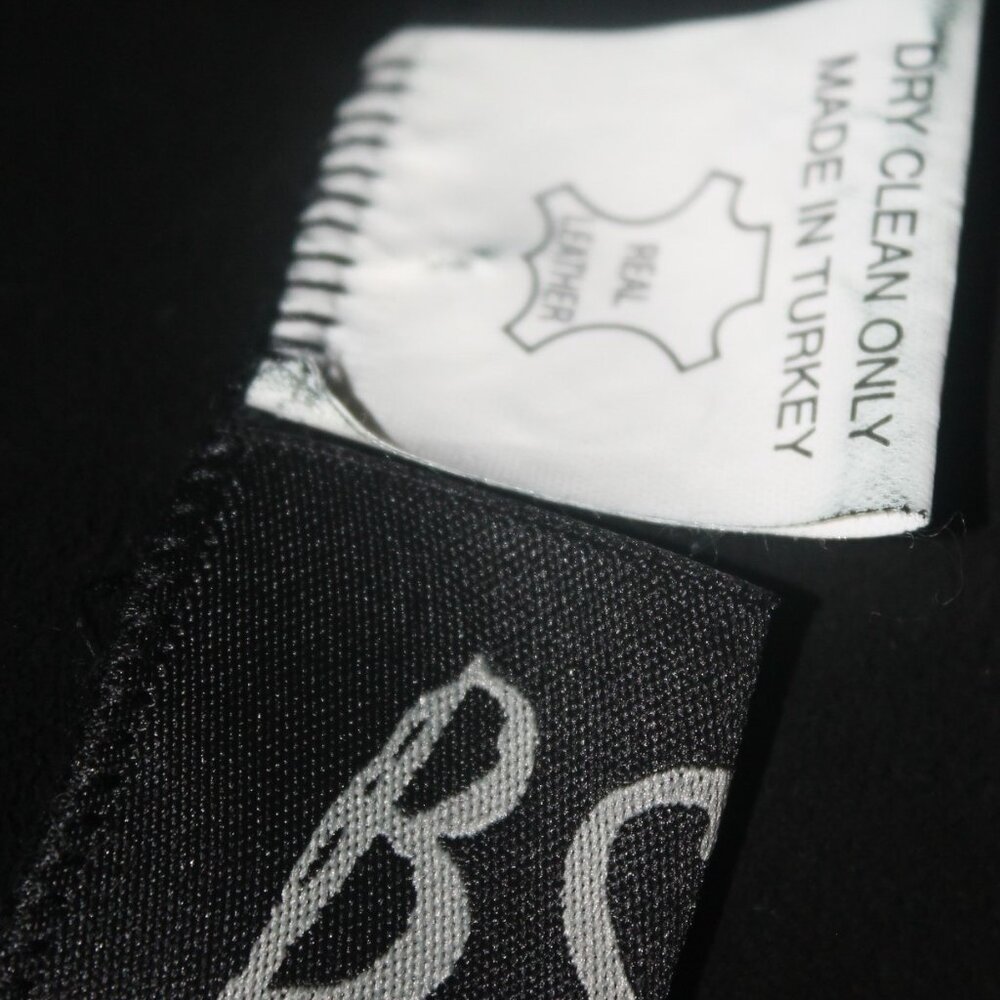 DRY CLEAN ONLY
MADE IN TURKEY
REAL
LEATHER
B